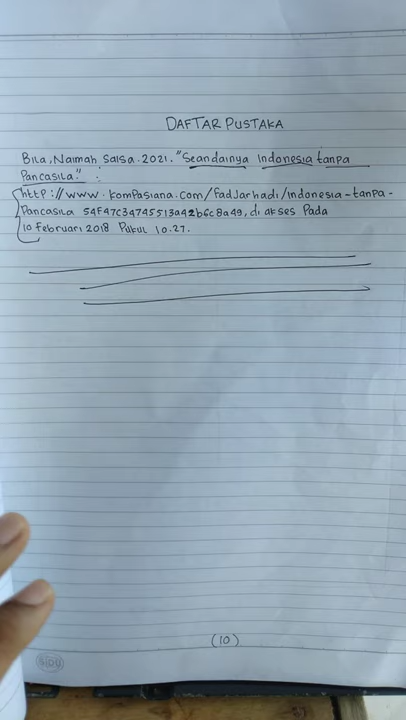 DAFTAR PUSTAKA
Bila, Naimah Salsa. 2021. "Seandainya Indonesia tanpa
Pancasila" :
http://www.kompasiana.com/fadjarhadi/indonesia-tanpa-
Pancasila 54F47C34745513a42b6c8a49, di akses Pada
10 Februari 2018 Pukul 10.27.
(10)
SIDU